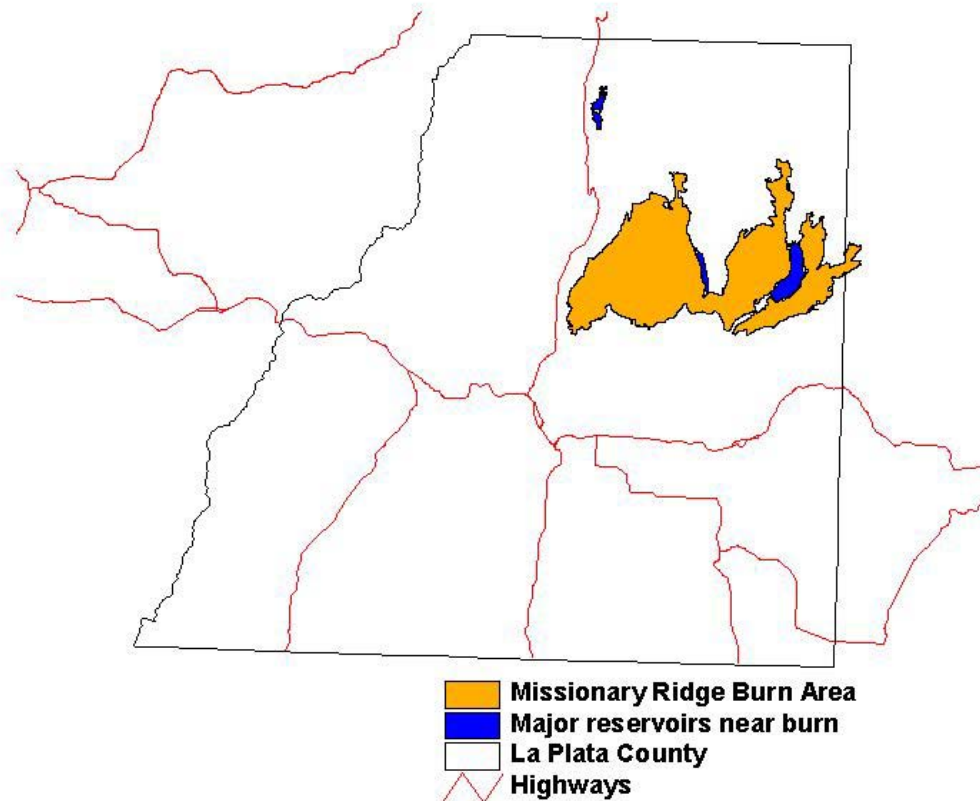 Missionary Ridge Burn Area
Major reservoirs near burn
La Plata County
Highways